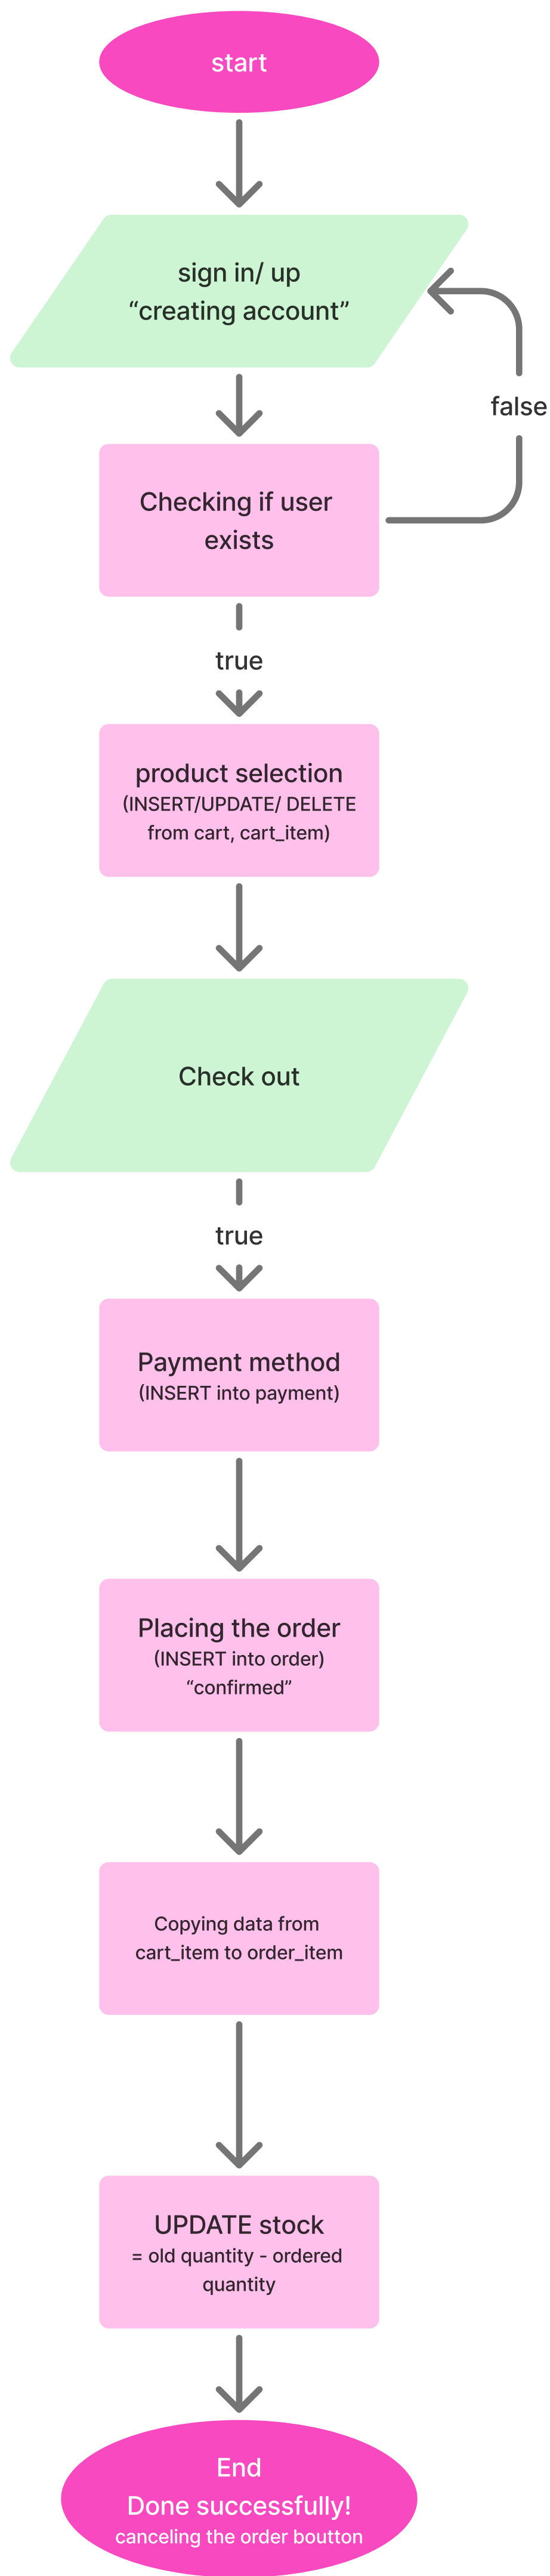 start
sign in/ up
“creating account”
false
Checking if user
exists
true
product selection
(INSERT/UPDATE/ DELETE
from cart, cart_item)
Check out
true
Payment method
(INSERT into payment)
Placing the order
(INSERT into order)
“confirmed”
Copying data from
cart_item to order_item
UPDATE stock
= old quantity - ordered
quantity
End
Done successfully!
canceling the order boutton